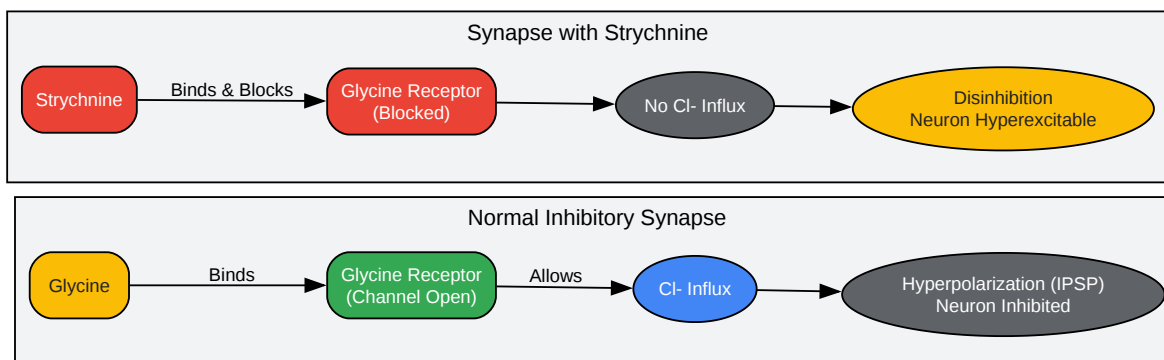 Synapse with Strychnine
Strychnine
Binds & Blocks
Glycine Receptor
(Blocked)
No Cl- Influx
Disinhibition
Neuron Hyperexcitable
Normal Inhibitory Synapse
Glycine
Binds
Glycine Receptor
(Channel Open)
Allows
Cl- Influx
Hyperpolarization (IPSP)
Neuron Inhibited